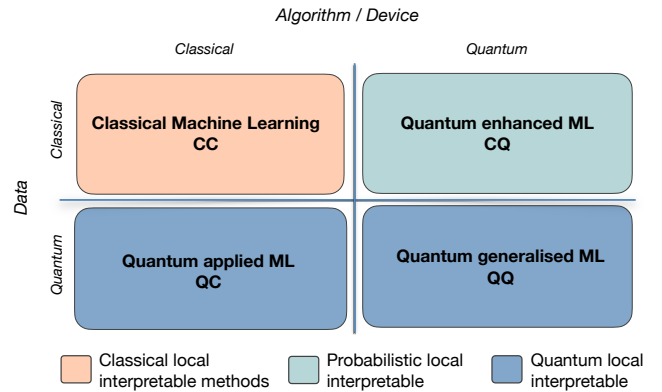 Algorithm / Device
Classical
Quantum
Data
Classical
Classical Machine Learning
CC
Quantum enhanced ML
CQ
Quantum
Quantum applied ML
QC
Quantum generalised ML
QQ
Classical local
interpretable methods
Probabilistic local
interpretable
Quantum local
interpretable